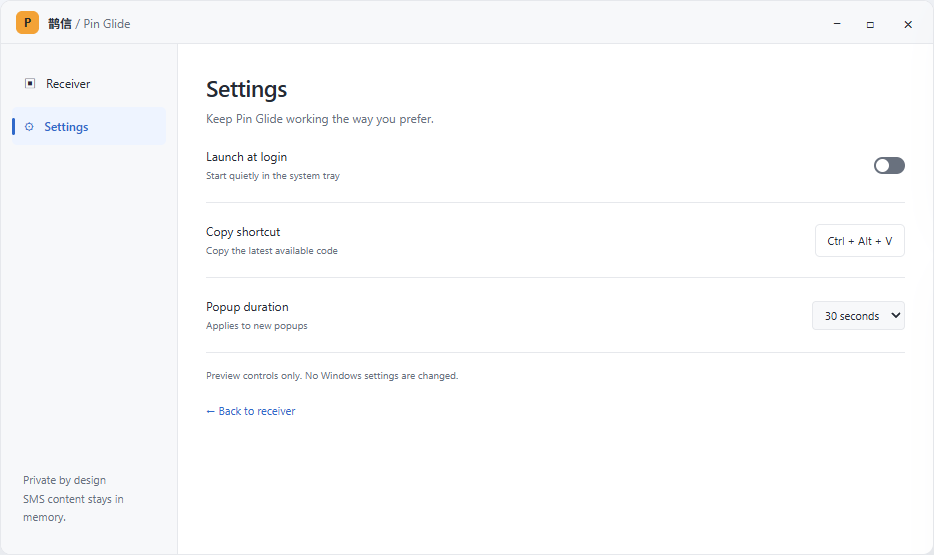 P 鹊信 / Pin Glide
Receiver
Settings
Settings
Keep Pin Glide working the way you prefer.
Launch at login
Start quietly in the system tray
Copy shortcut
Copy the latest available code
Ctrl + Alt + V
Popup duration
Applies to new popups
30 seconds
Preview controls only. No Windows settings are changed.
← Back to receiver
Private by design
SMS content stays in
memory.